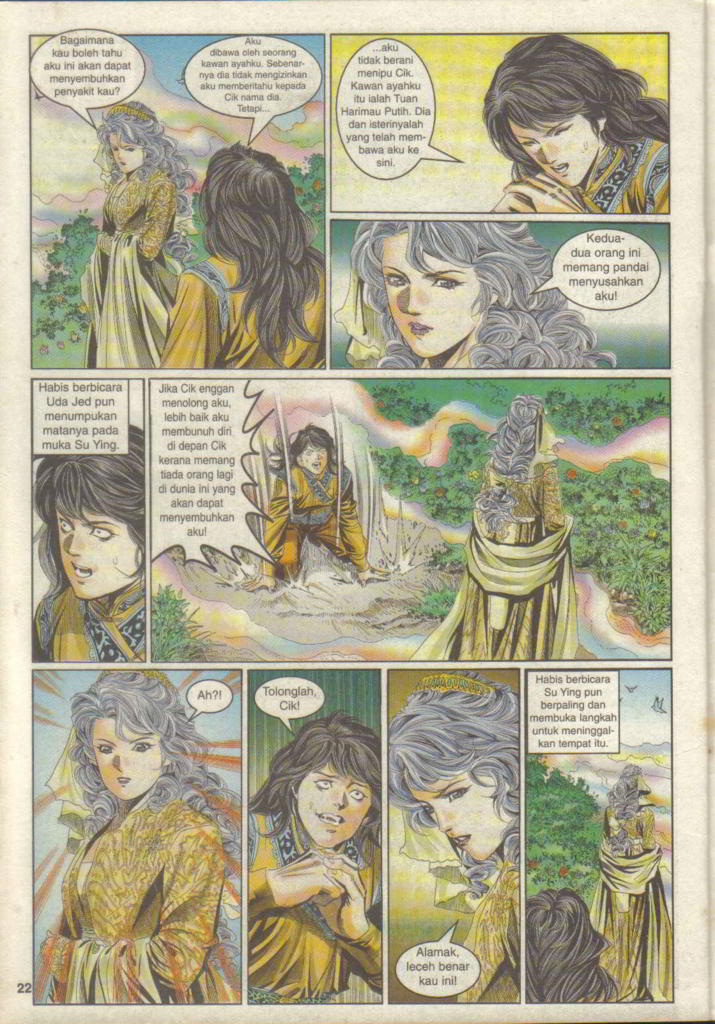 Bagaimana
kau boleh tahu
aku ini akan dapat
menyembuhkan
penyakit kau?
Aku
dibawa oleh seorang
kawan ayahku. Sebenar-
nya dia tidak mengizinkan
aku memberitahu kepada
Cik nama dia.
Tetapi...
...aku
tidak berani
menipu Cik.
Kawan ayahku
itu ialah Tuan
Harimau Putih. Dia
dan isterinyalah
yang telah mem-
bawa aku ke
sini.
Kedua-
dua orang ini
memang pandai
menyusahkan
aku!
Habis berbicara
Uda Jed pun
menumpukan
matanya pada
muka Su Ying.
Jika Cik enggan
menolong aku,
lebih baik aku
membunuh diri
di depan Cik
kerana memang
tiada orang lagi
di dunia ini yang
akan dapat
menyembuhkan
aku!
Ah?!
Tolonglah,
Cik!
Alamak,
leceh benar
kau ini!
Habis berbicara
Su Ying pun
berpaling dan
membuka langkah
untuk meninggal-
kan tempat itu.
22